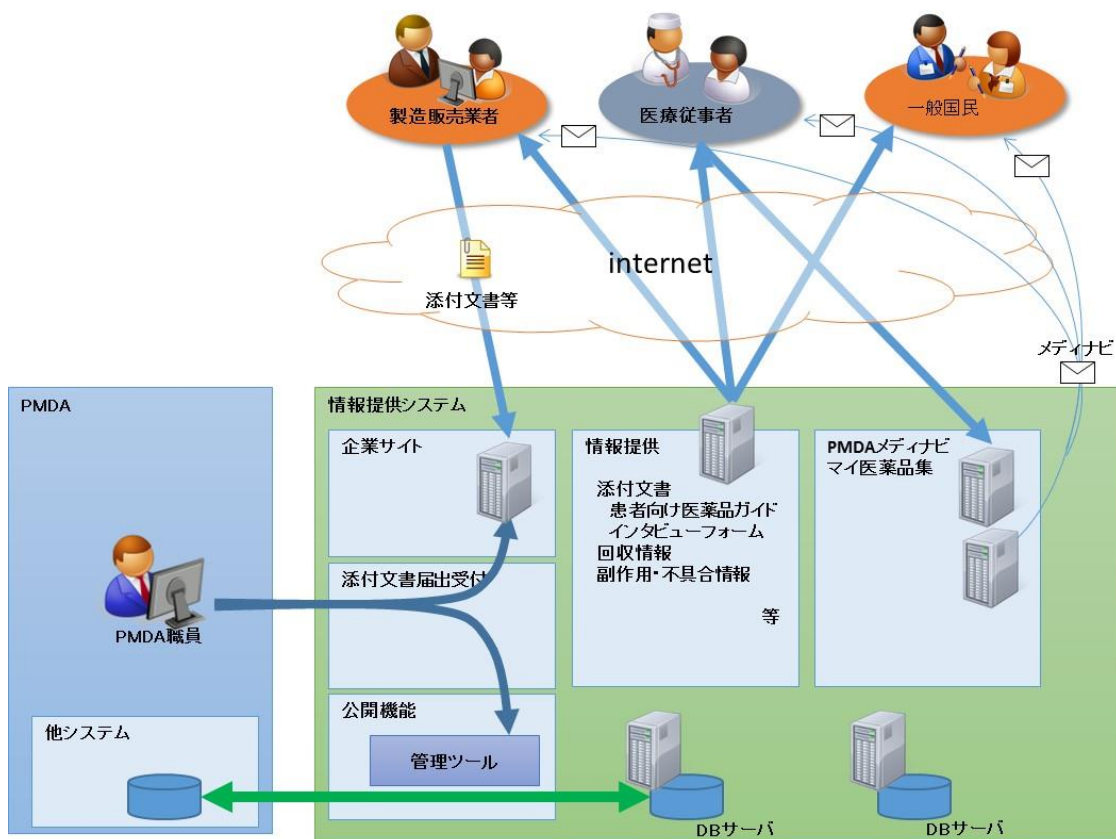 製造販売業者
医療従事者
一般国民
internet
添付文書等
メディナビ
PMDA
PMDA職員
他システム
情報提供システム
企業サイト
添付文書届出受付
公開機能
管理ツール
情報提供
添付文書
患者向け医薬品ガイド
インタビューフォーム
回収情報
副作用・不具合情報
等
PMDAメディナビ
マイ医薬品集
DBサーバ
DBサーバ